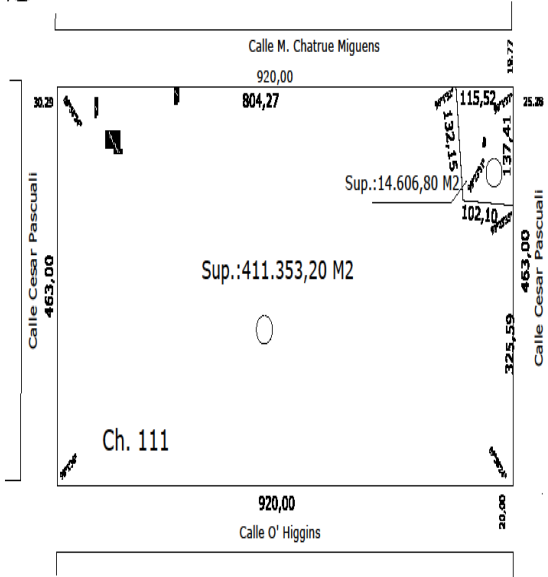 Calle M. Chatrue Miguens
19.77
920,00
30.29
804,27
115,52
25.28
132,15
137,41
Sup.:14.606,80 M2
102,10
Calle Cesar Pascuali
463,00
Sup.:411.353,20 M2
463,00
Calle Cesar Pascuali
325,59
Ch. 111
920,00
20,00
Calle O' Higgins